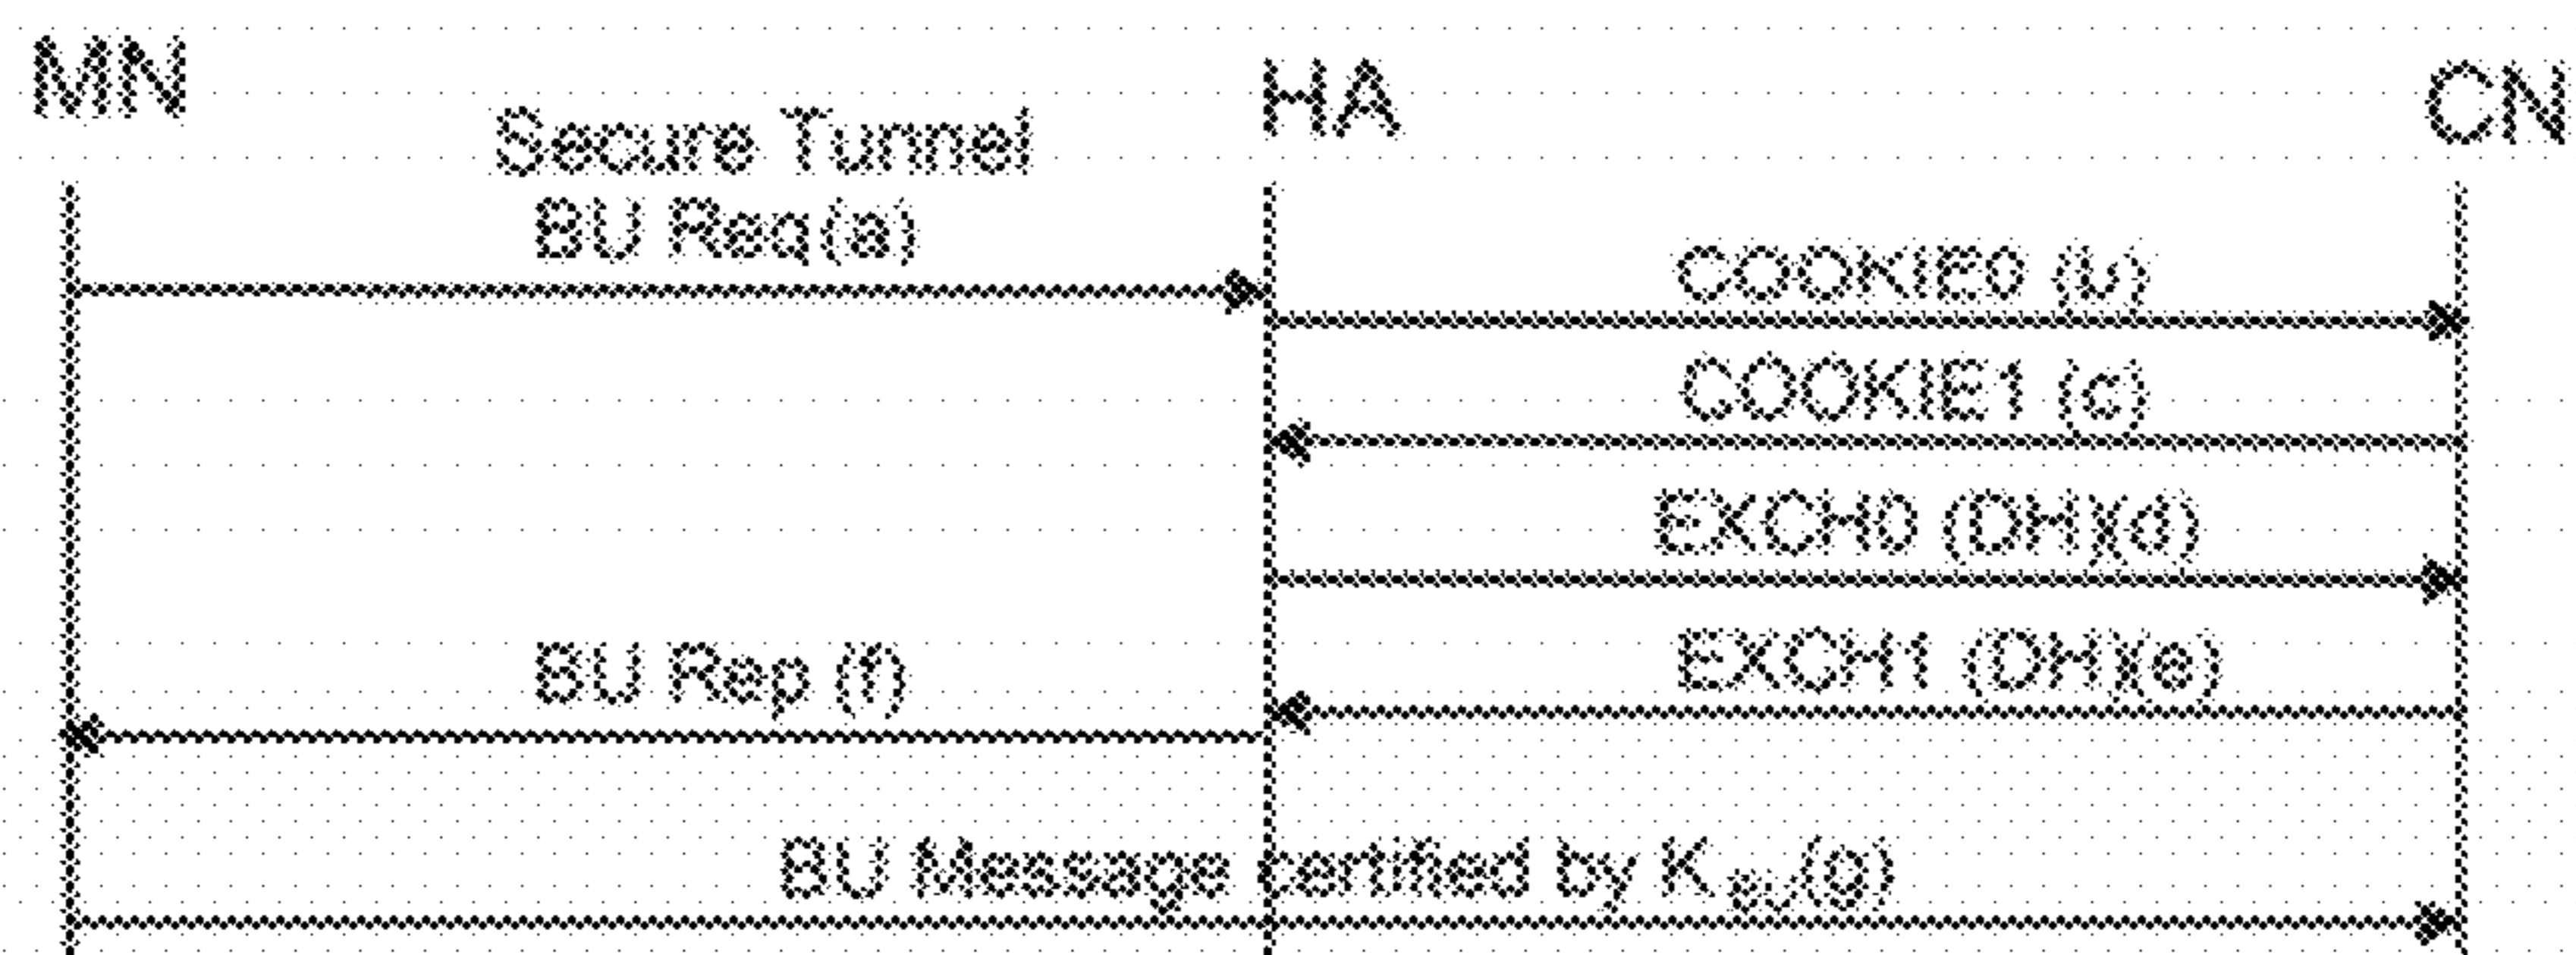 MN
HA
CN
Secure Tunnel
BU Req(a)
COOKIE0 (b)
COOKIE1 (c)
EXCH0 (DH)(d)
EXCH1 (DH)(e)
BU Rep (f)
BU Message certified by K BU(g)